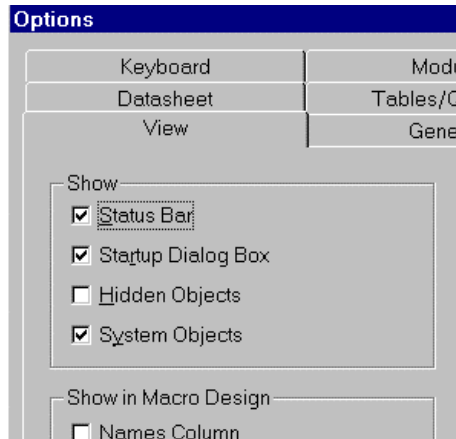 Options
Keyboard
Datasheet
View
Show
Status Bar
Startup Dialog Box
Hidden Objects
System Objects
Show in Macro Design
Names Column